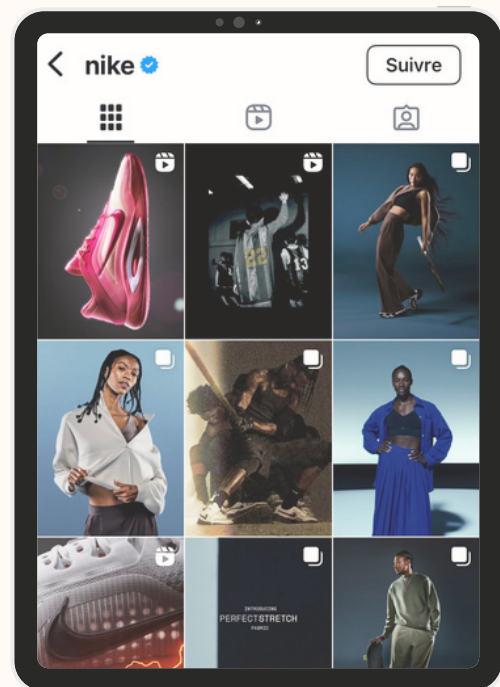 nike
Suivre
22
13
INTRODUCING
PERFECTSTRETCH
FABRIC